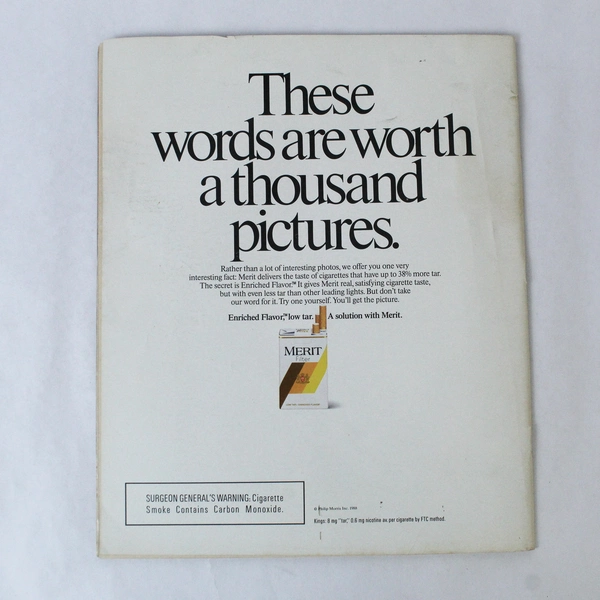 These
words are worth
a thousand
pictures.
Rather than a lot of interesting photos, we offer you one very
interesting fact: Merit delivers the taste of cigarettes that have up to 38% more tar.
The secret is Enriched Flavor.™ It gives Merit real, satisfying cigarette taste,
but with even less tar than other leading lights. But don't take
our word for it. Try one yourself. You'll get the picture.
Enriched Flavor,™ low tar. A solution with Merit.
MERIT
Filter
SURGEON GENERAL'S WARNING: Cigarette
Smoke Contains Carbon Monoxide.
© Philip Morris Inc. 1988
Kings: 8 mg "tar," 0.6 mg nicotine av. per cigarette by FTC method.